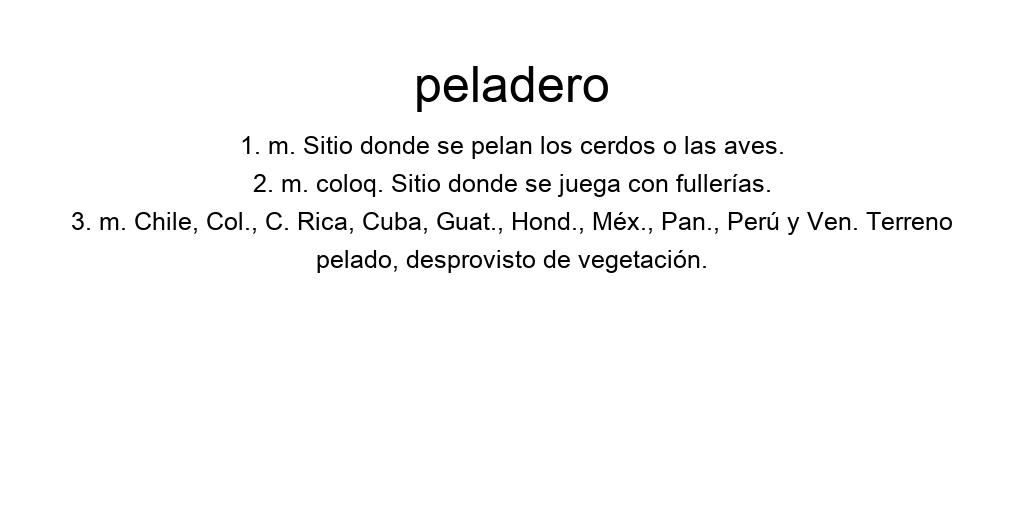 peladero
1. m. Sitio donde se pelan los cerdos o las aves.
2. m. coloq. Sitio donde se juega con fullerías.
3. m. Chile, Col., C. Rica, Cuba, Guat., Hond., Méx., Pan., Perú y Ven. Terreno
pelado, desprovisto de vegetación.